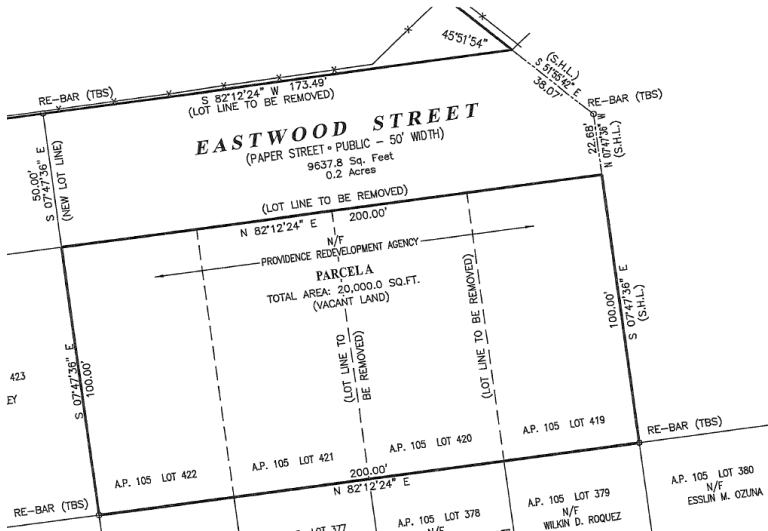 45°51'54"
(S.H.L.)
S 51°55'42" E
38.07'
RE-BAR (TBS)
RE-BAR (TBS)
S 82°12'24" W 173.49'
(LOT LINE TO BE REMOVED)
EASTWOOD STREET
(PAPER STREET • PUBLIC - 50' WIDTH)
9637.8 Sq. Feet
0.2 Acres
22.68'
N 07°47'36" W
(S.H.L.)
50.00'
S 07°47'36" E
(NEW LOT LINE)
(LOT LINE TO BE REMOVED)
N 82°12'24" E 200.00'
N/F
PROVIDENCE REDEVELOPMENT AGENCY
PARCEL A
TOTAL AREA: 20,000.0 SQ.FT.
(VACANT LAND)
100.00'
S 07°47'36" E
(S.H.L.)
S 07°47'36" E
100.00'
(LOT LINE TO
BE REMOVED)
(LOT LINE TO BE REMOVED)
423
EY
A.P. 105 LOT 422
A.P. 105 LOT 421
A.P. 105 LOT 420
A.P. 105 LOT 419
RE-BAR (TBS)
200.00'
N 82°12'24" E
RE-BAR (TBS)
LOT 377
A.P. 105 LOT 378
N/F
A.P. 105 LOT 379
N/F
WILKIN D. ROQUEZ
A.P. 105 LOT 380
N/F
ESSLIN M. OZUNA